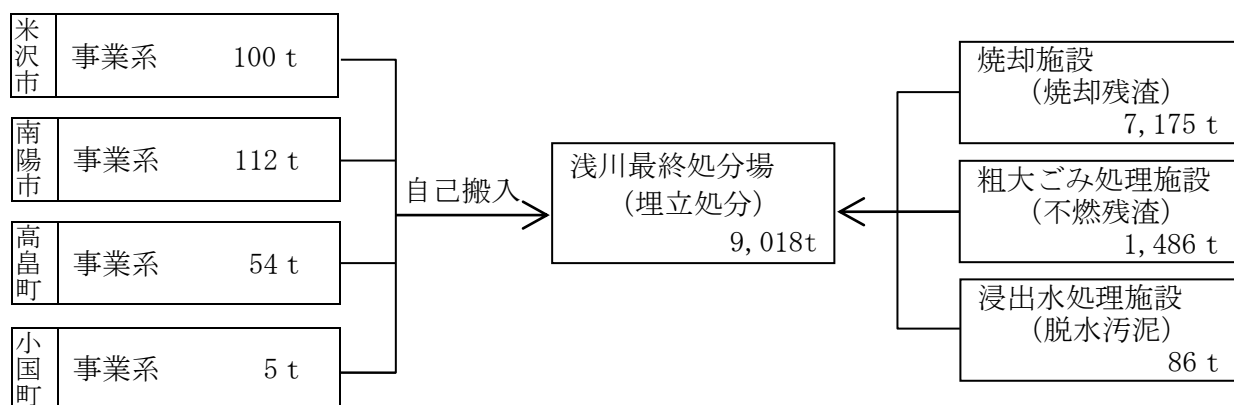 米沢市
事業系 100 t
南陽市
事業系 112 t
高畠町
事業系 54 t
小国町
事業系 5 t
自己搬入
浅川最終処分場
(埋立処分)
9,018t
焼却施設
(焼却残渣)
7,175 t
粗大ごみ処理施設
(不燃残渣)
1,486 t
浸出水処理施設
(脱水汚泥)
86 t